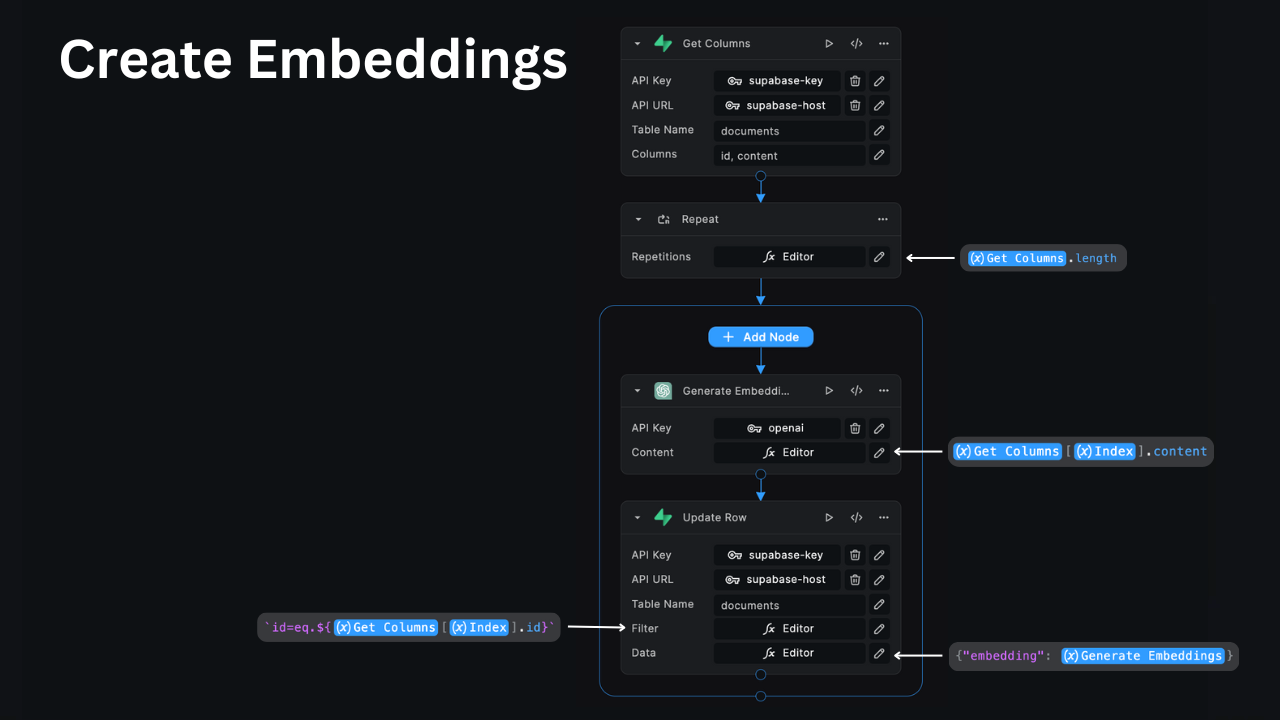 Create Embeddings
Get Columns
API Key
supabase-key
API URL
supabase-host
Table Name
documents
Columns
id, content
Repeat
Repetitions
Editor
(x)Get Columns.length
Add Node
Generate Embeddi...
API Key
openai
Content
Editor
(x)Get Columns[(x)Index].content
Update Row
API Key
supabase-key
API URL
supabase-host
Table Name
documents
`id=eq.${(x)Get Columns[(x)Index].id}`
Filter
Editor
Data
Editor
{"embedding": (x)Generate Embeddings}